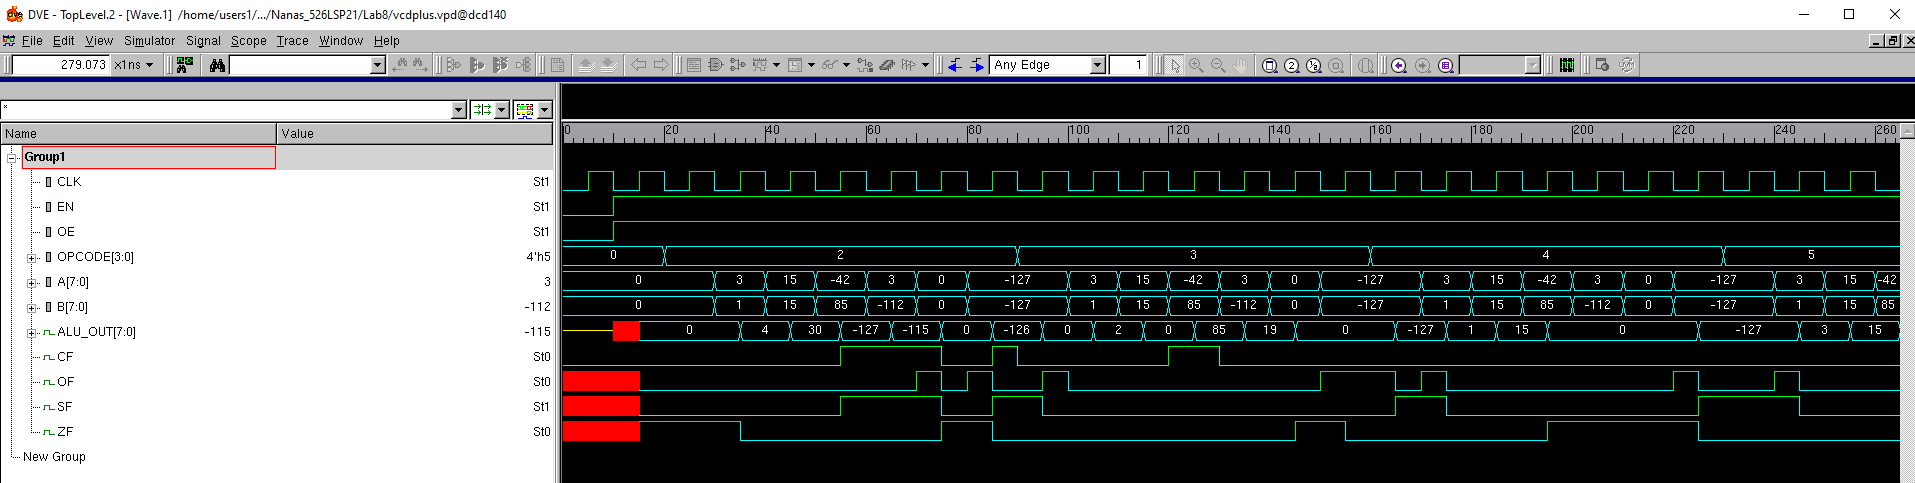 DVE - TopLevel.2 - [Wave.1] /home/users1/.../Nanas_526LSP21/Lab8/vcdplus.vpd@dcd140
File Edit View Simulator Signal Scope Trace Window Help
279.073 x1ns Any Edge 1
*
Name Value
0 20 40 60 80 100 120 140 160 180 200 220 240 260
Group1
CLK St1
EN St1
OE St1
OPCODE[3:0] 4'h5 0 2 3 4 5
A[7:0] 3 0 3 15 -42 3 0 -127 3 15 -42 3 0 -127 3 15 -42 3 0 -127 3 15 -42
B[7:0] -112 0 1 15 85 -112 0 -127 1 15 85 -112 0 -127 1 15 85 -112 0 -127 1 15 85
ALU_OUT[7:0] -115 0 4 30 -127 -115 0 -126 0 2 0 85 19 0 -127 1 15 0 -127 3 15
CF St0
OF St0
SF St1
ZF St0
New Group